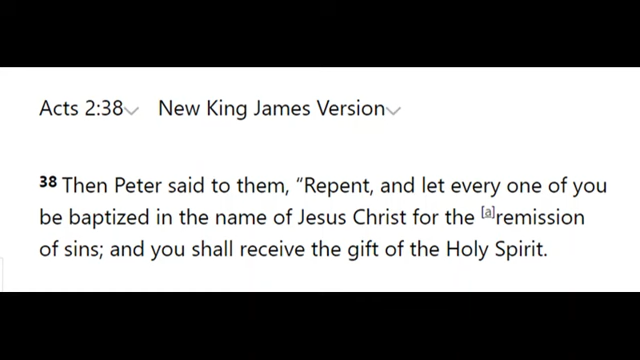 Acts 2:38 New King James Version
38 Then Peter said to them, “Repent, and let every one of you
be baptized in the name of Jesus Christ for the [a]remission
of sins; and you shall receive the gift of the Holy Spirit.